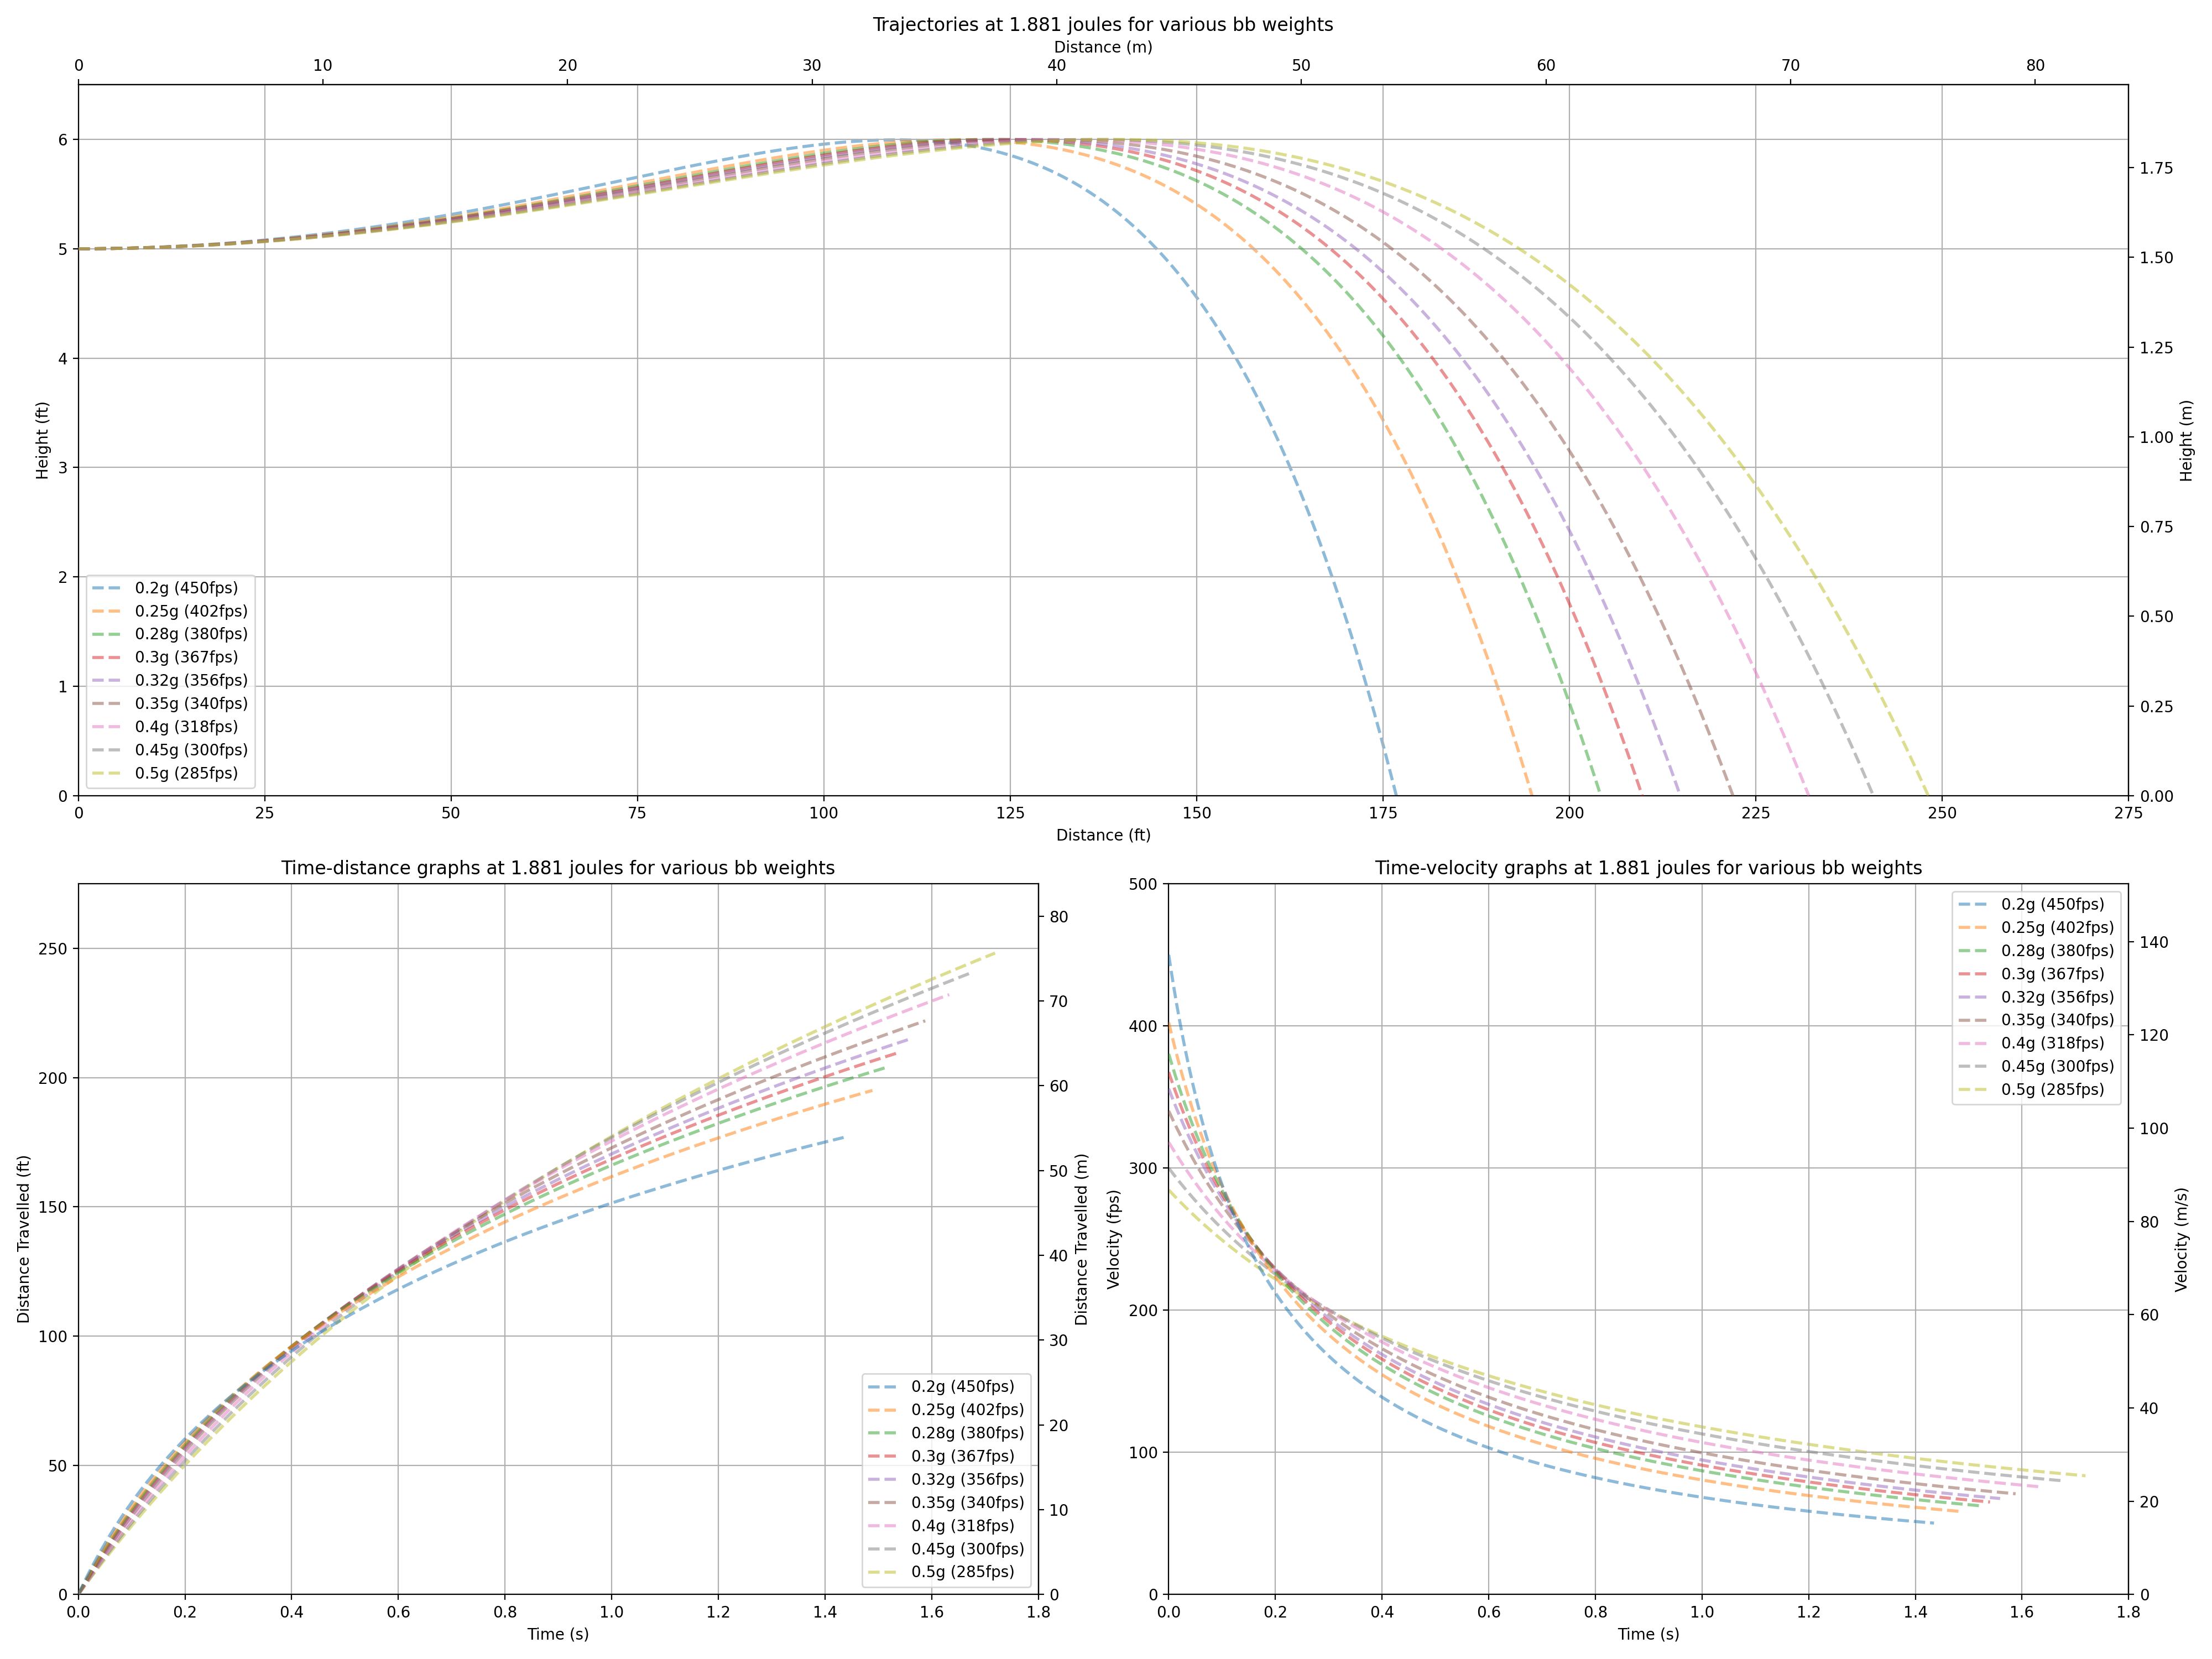 Trajectories at 1.881 joules for various bb weights
Distance (m)
0 10 20 30 40 50 60 70 80
Height (ft)
6
5
4
3
2
1
0
Height (m)
1.75
1.50
1.25
1.00
0.75
0.50
0.25
0.00
0.2g (450fps)
0.25g (402fps)
0.28g (380fps)
0.3g (367fps)
0.32g (356fps)
0.35g (340fps)
0.4g (318fps)
0.45g (300fps)
0.5g (285fps)
0 25 50 75 100 125 150 175 200 225 250 275
Distance (ft)
Time-distance graphs at 1.881 joules for various bb weights
Distance Travelled (ft)
250
200
150
100
50
0
Distance Travelled (m)
80
70
60
50
40
30
20
10
0
0.2g (450fps)
0.25g (402fps)
0.28g (380fps)
0.3g (367fps)
0.32g (356fps)
0.35g (340fps)
0.4g (318fps)
0.45g (300fps)
0.5g (285fps)
0.0 0.2 0.4 0.6 0.8 1.0 1.2 1.4 1.6 1.8
Time (s)
Time-velocity graphs at 1.881 joules for various bb weights
Velocity (fps)
500
400
300
200
100
0
Velocity (m/s)
140
120
100
80
60
40
20
0
0.2g (450fps)
0.25g (402fps)
0.28g (380fps)
0.3g (367fps)
0.32g (356fps)
0.35g (340fps)
0.4g (318fps)
0.45g (300fps)
0.5g (285fps)
0.0 0.2 0.4 0.6 0.8 1.0 1.2 1.4 1.6 1.8
Time (s)